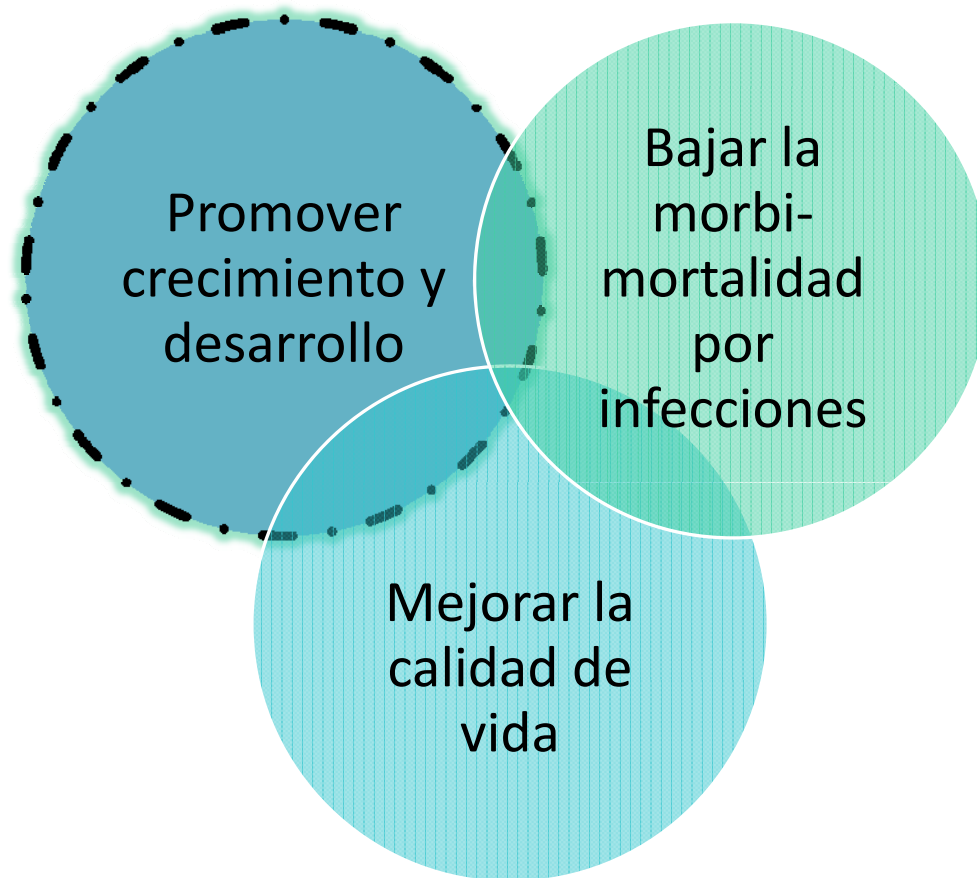 Promover
crecimiento y
desarrollo
Bajar la
morbi-
mortalidad
por
infecciones
Mejorar la
calidad de
vida